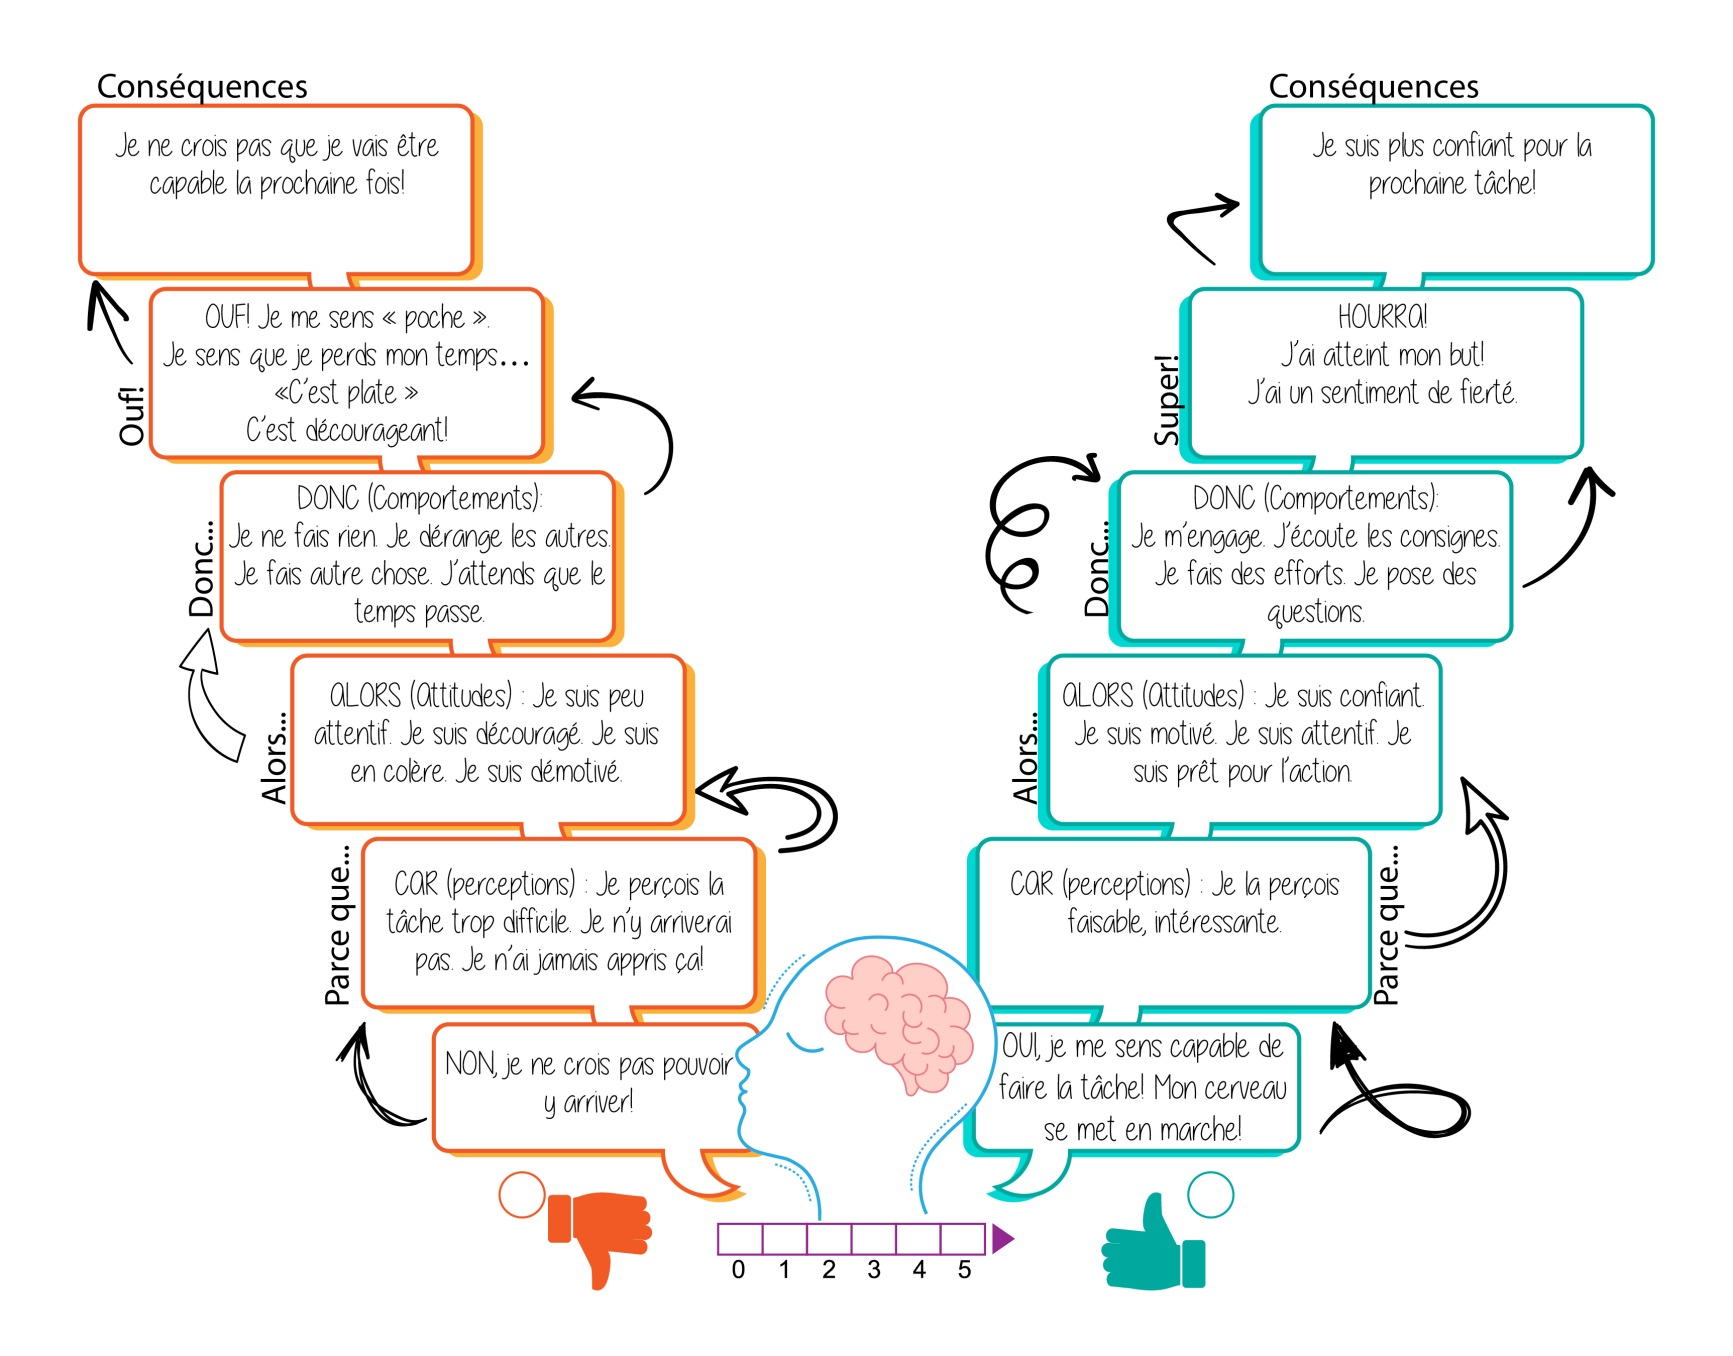 Conséquences
Je ne crois pas que je vais être
capable la prochaine fois!
Ouf!
OUF! Je me sens « poche ».
Je sens que je perds mon temps...
«C'est plate »
C'est décourageant!
Donc...
DONC (Comportements):
Je ne fais rien. Je dérange les autres.
Je fais autre chose. J'attends que le
temps passe.
Alors...
ALORS (Attitudes) : Je suis peu
attentif. Je suis découragé. Je suis
en colère. Je suis démotivé.
Parce que...
CAR (perceptions) : Je perçois la
tâche trop difficile. Je n'y arriverai
pas. Je n'ai jamais appris ça!
NON, je ne crois pas pouvoir
y arriver!
Conséquences
Je suis plus confiant pour la
prochaine tâche!
Super!
HOURRA!
J'ai atteint mon but!
J'ai un sentiment de fierté.
Donc...
DONC (Comportements):
Je m'engage. J'écoute les consignes.
Je fais des efforts. Je pose des
questions.
Alors...
ALORS (Attitudes) : Je suis confiant.
Je suis motivé. Je suis attentif. Je
suis prêt pour l'action.
Parce que...
CAR (perceptions) : Je la perçois
faisable, intéressante.
OUI, je me sens capable de
faire la tâche! Mon cerveau
se met en marche!
0 1 2 3 4 5